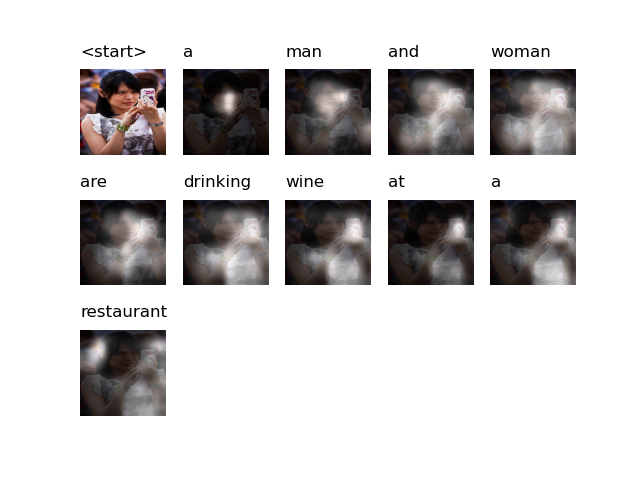 <start> a man and woman
are drinking wine at a
restaurant